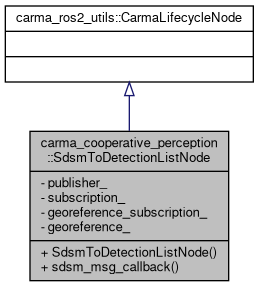 carma_ros2_utils::CarmaLifecycleNode
carma_cooperative_perception
::SdsmToDetectionListNode
- publisher_
- subscription_
- georeference_subscription_
- georeference_
+ SdsmToDetectionListNode()
+ sdsm_msg_callback()